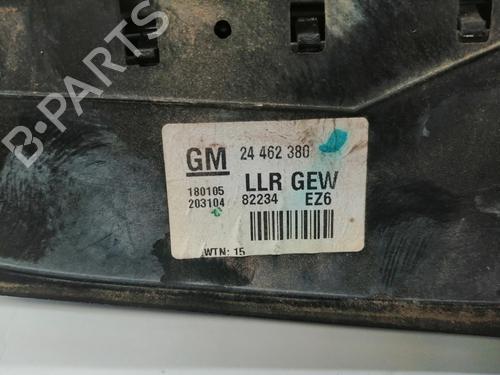 B-PARTS
GM 24 462 380
180105 LLR GEW
203104 82234 EZ6
WTN: 15